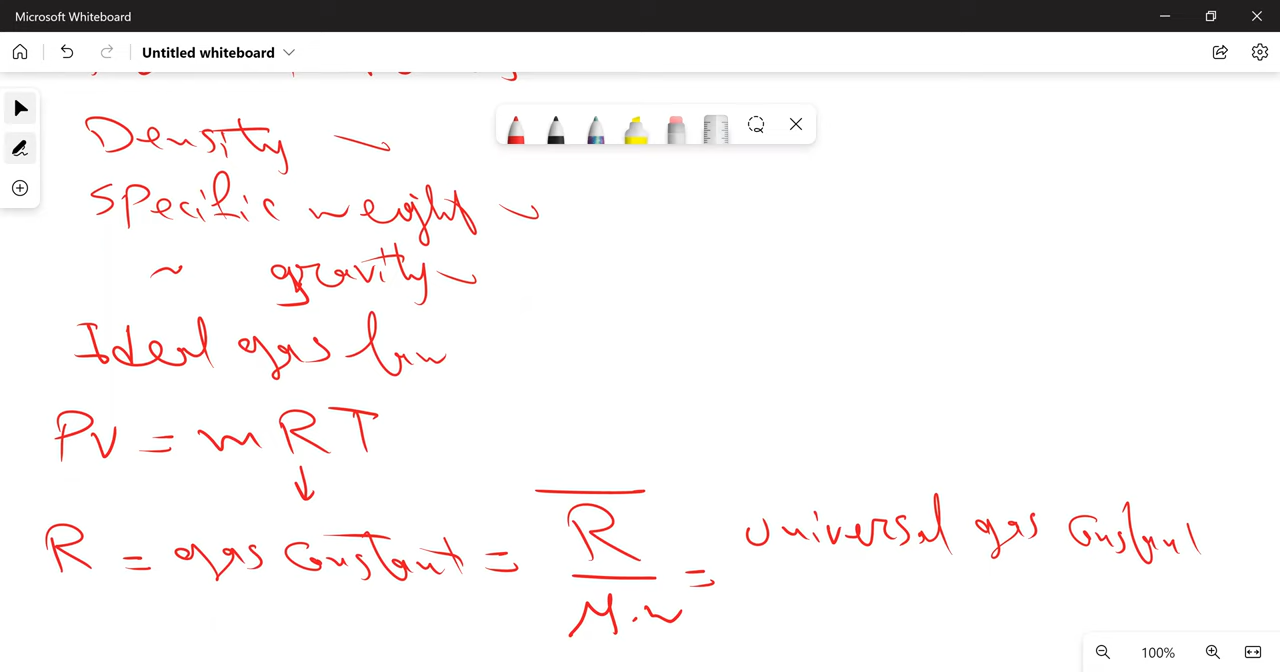 Microsoft Whiteboard
Untitled whiteboard
Density
Specific weight
~ gravity
Ideal gas law
PV = mRT
R = gas Constant = R̅ / M.w = universal gas Constant
100%